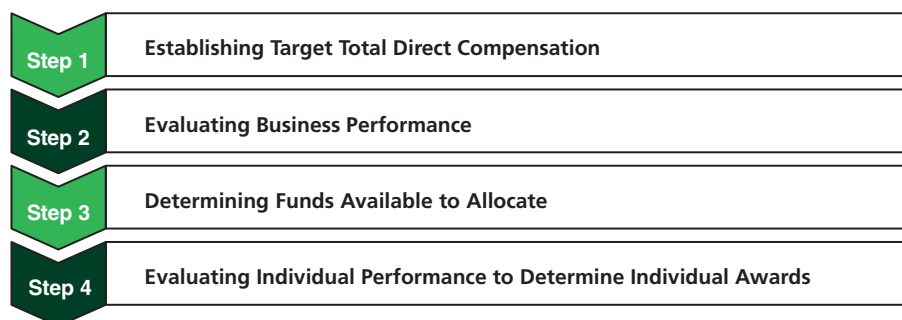 Step 1
Establishing Target Total Direct Compensation
Step 2
Evaluating Business Performance
Step 3
Determining Funds Available to Allocate
Step 4
Evaluating Individual Performance to Determine Individual Awards